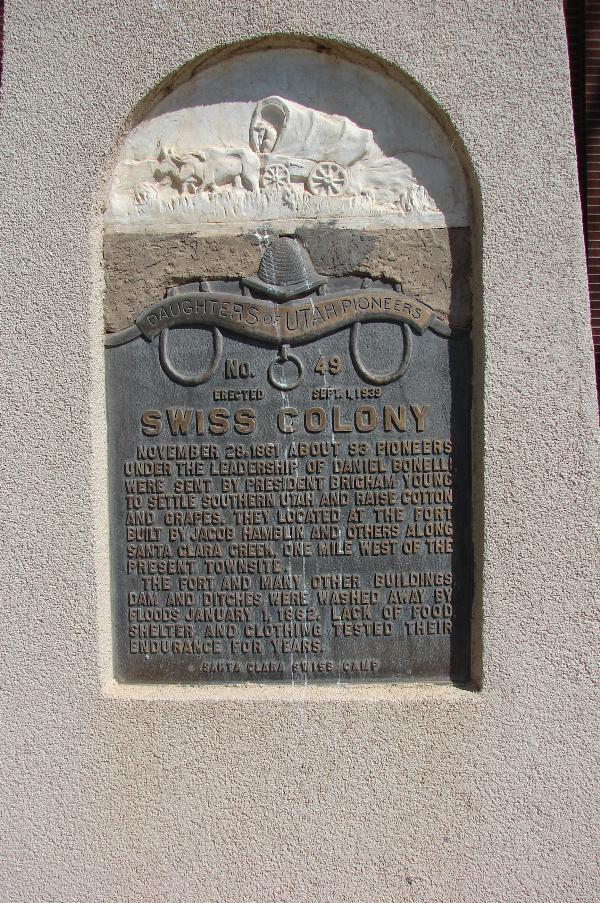 DAUGHTERS OF UTAH PIONEERS
No. 49
ERECTED SEPT. 1, 1939
SWISS COLONY
NOVEMBER 28, 1861 ABOUT 93 PIONEERS
UNDER THE LEADERSHIP OF DANIEL BONELLI
WERE SENT BY PRESIDENT BRIGHAM YOUNG
TO SETTLE SOUTHERN UTAH AND RAISE COTTON
AND GRAPES. THEY LOCATED AT THE FORT
BUILT BY JACOB HAMBLIN AND OTHERS ALONG
SANTA CLARA CREEK, ONE MILE WEST OF THE
PRESENT TOWNSITE.
THE FORT AND MANY OTHER BUILDINGS,
DAM AND DITCHES WERE WASHED AWAY BY
FLOODS JANUARY 1, 1862. LACK OF FOOD,
SHELTER AND CLOTHING TESTED THEIR
ENDURANCE FOR YEARS.
SANTA CLARA SWISS CAMP